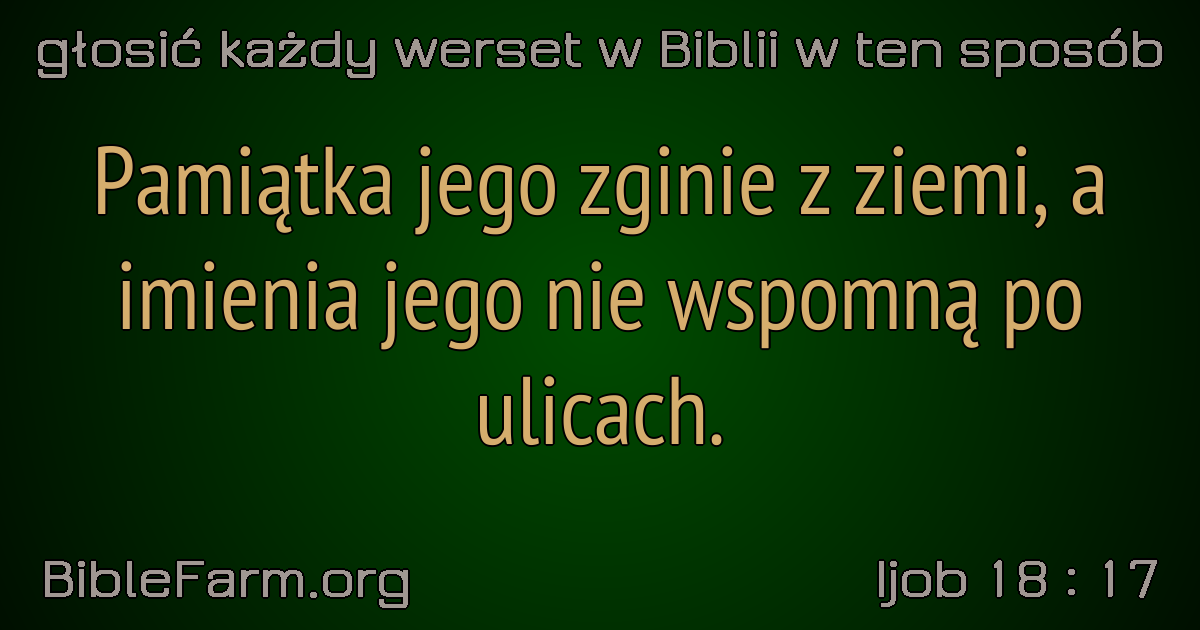 głosić każdy werset w Biblii w ten sposób
Pamiątka jego zginie z ziemi, a
imienia jego nie wspomną po
ulicach.
BibleFarm.org
Ijob 18 : 17